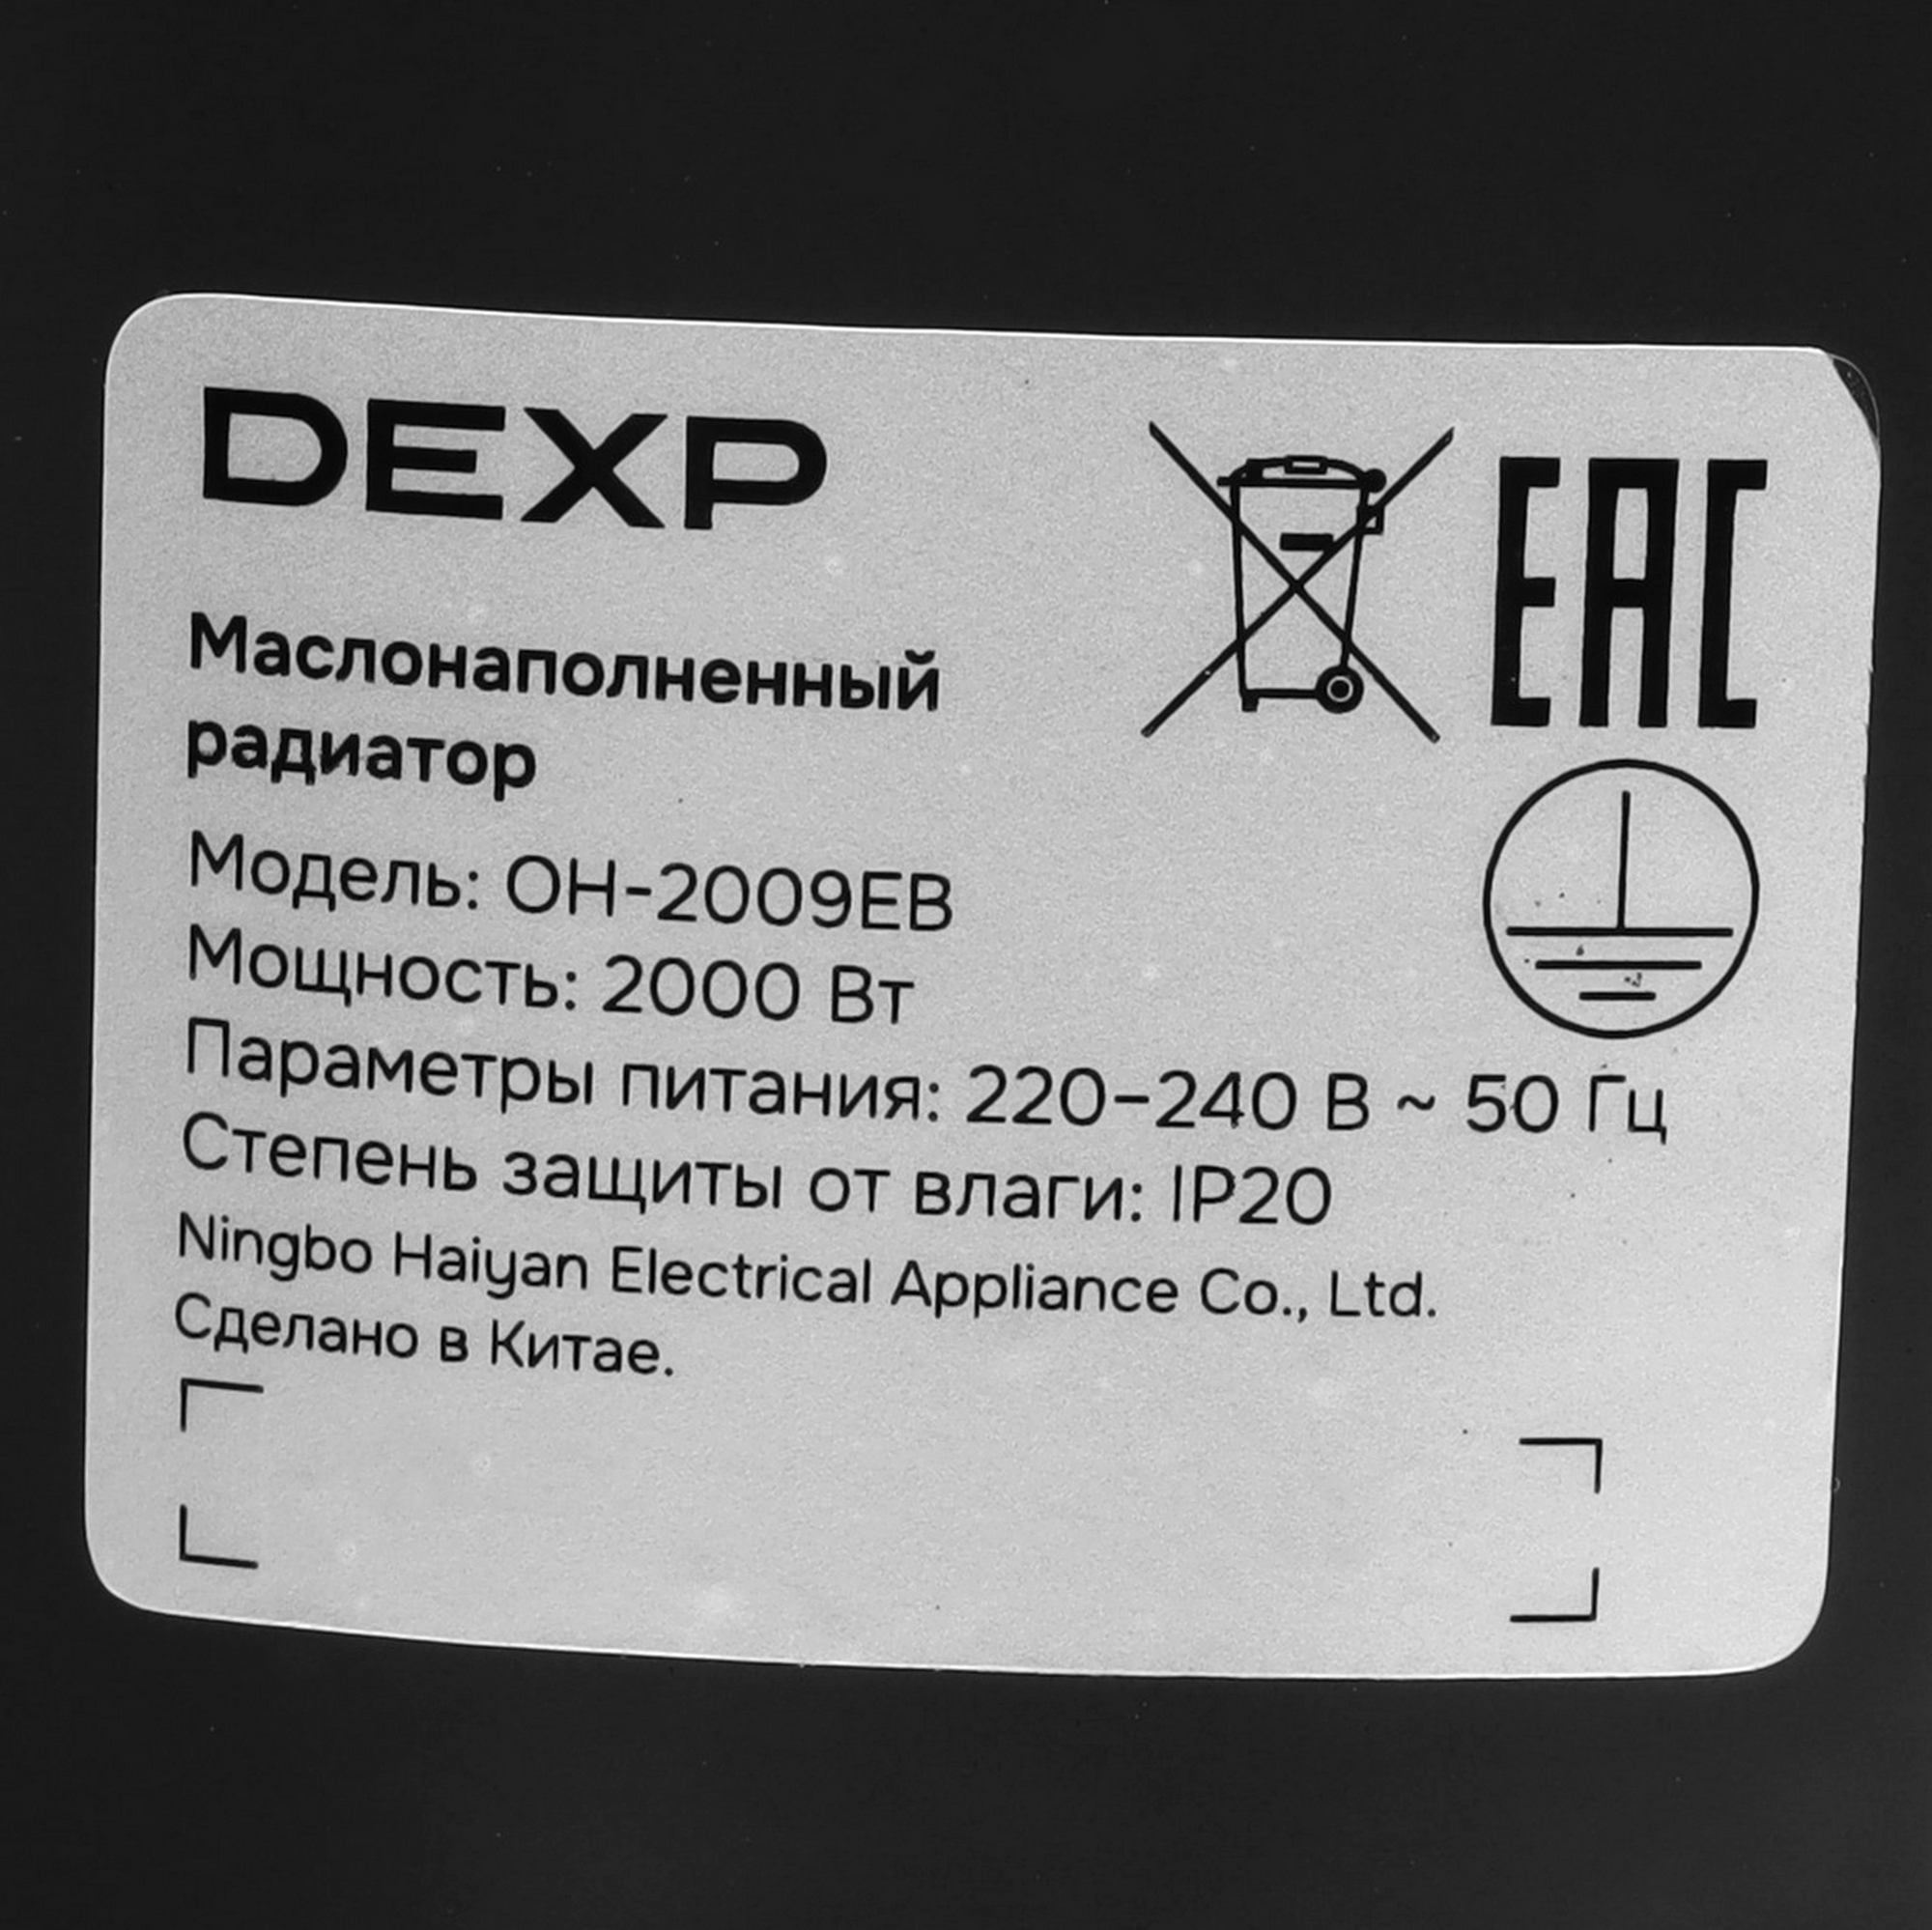 DEXP
EAC
Маслонаполненный
радиатор
Модель: OH-2009EB
Мощность: 2000 Вт
Параметры питания: 220-240 В ~ 50 Гц
Степень защиты от влаги: IP20
Ningbo Haiyan Electrical Appliance Co., Ltd.
Сделано в Китае.